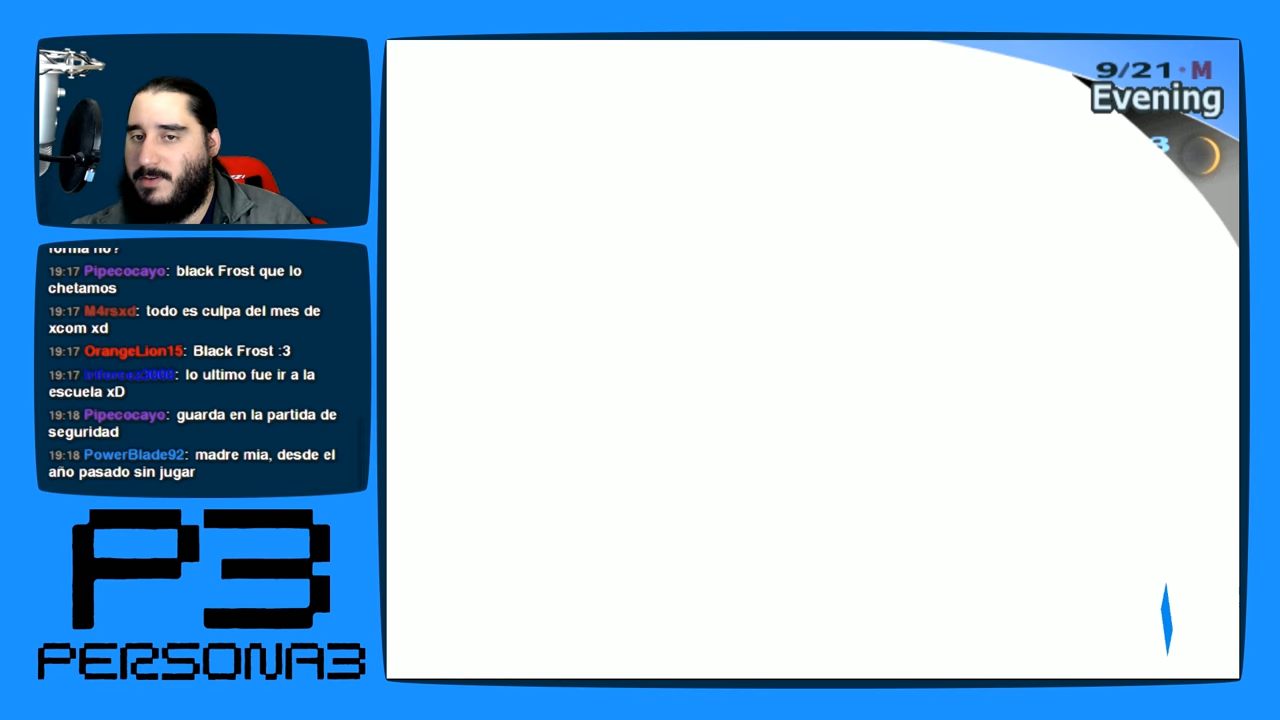 9/21·M
Evening
3
forma no?
19:17 Pipecocayo: black Frost que lo
chetamos
19:17 M4rsxd: todo es culpa del mes de
xcom xd
19:17 OrangeLion15: Black Frost :3
19:17 : lo ultimo fue ir a la
escuela xD
19:18 Pipecocayo: guarda en la partida de
seguridad
19:18 PowerBlade92: madre mia, desde el
año pasado sin jugar
P3
PERSONA3